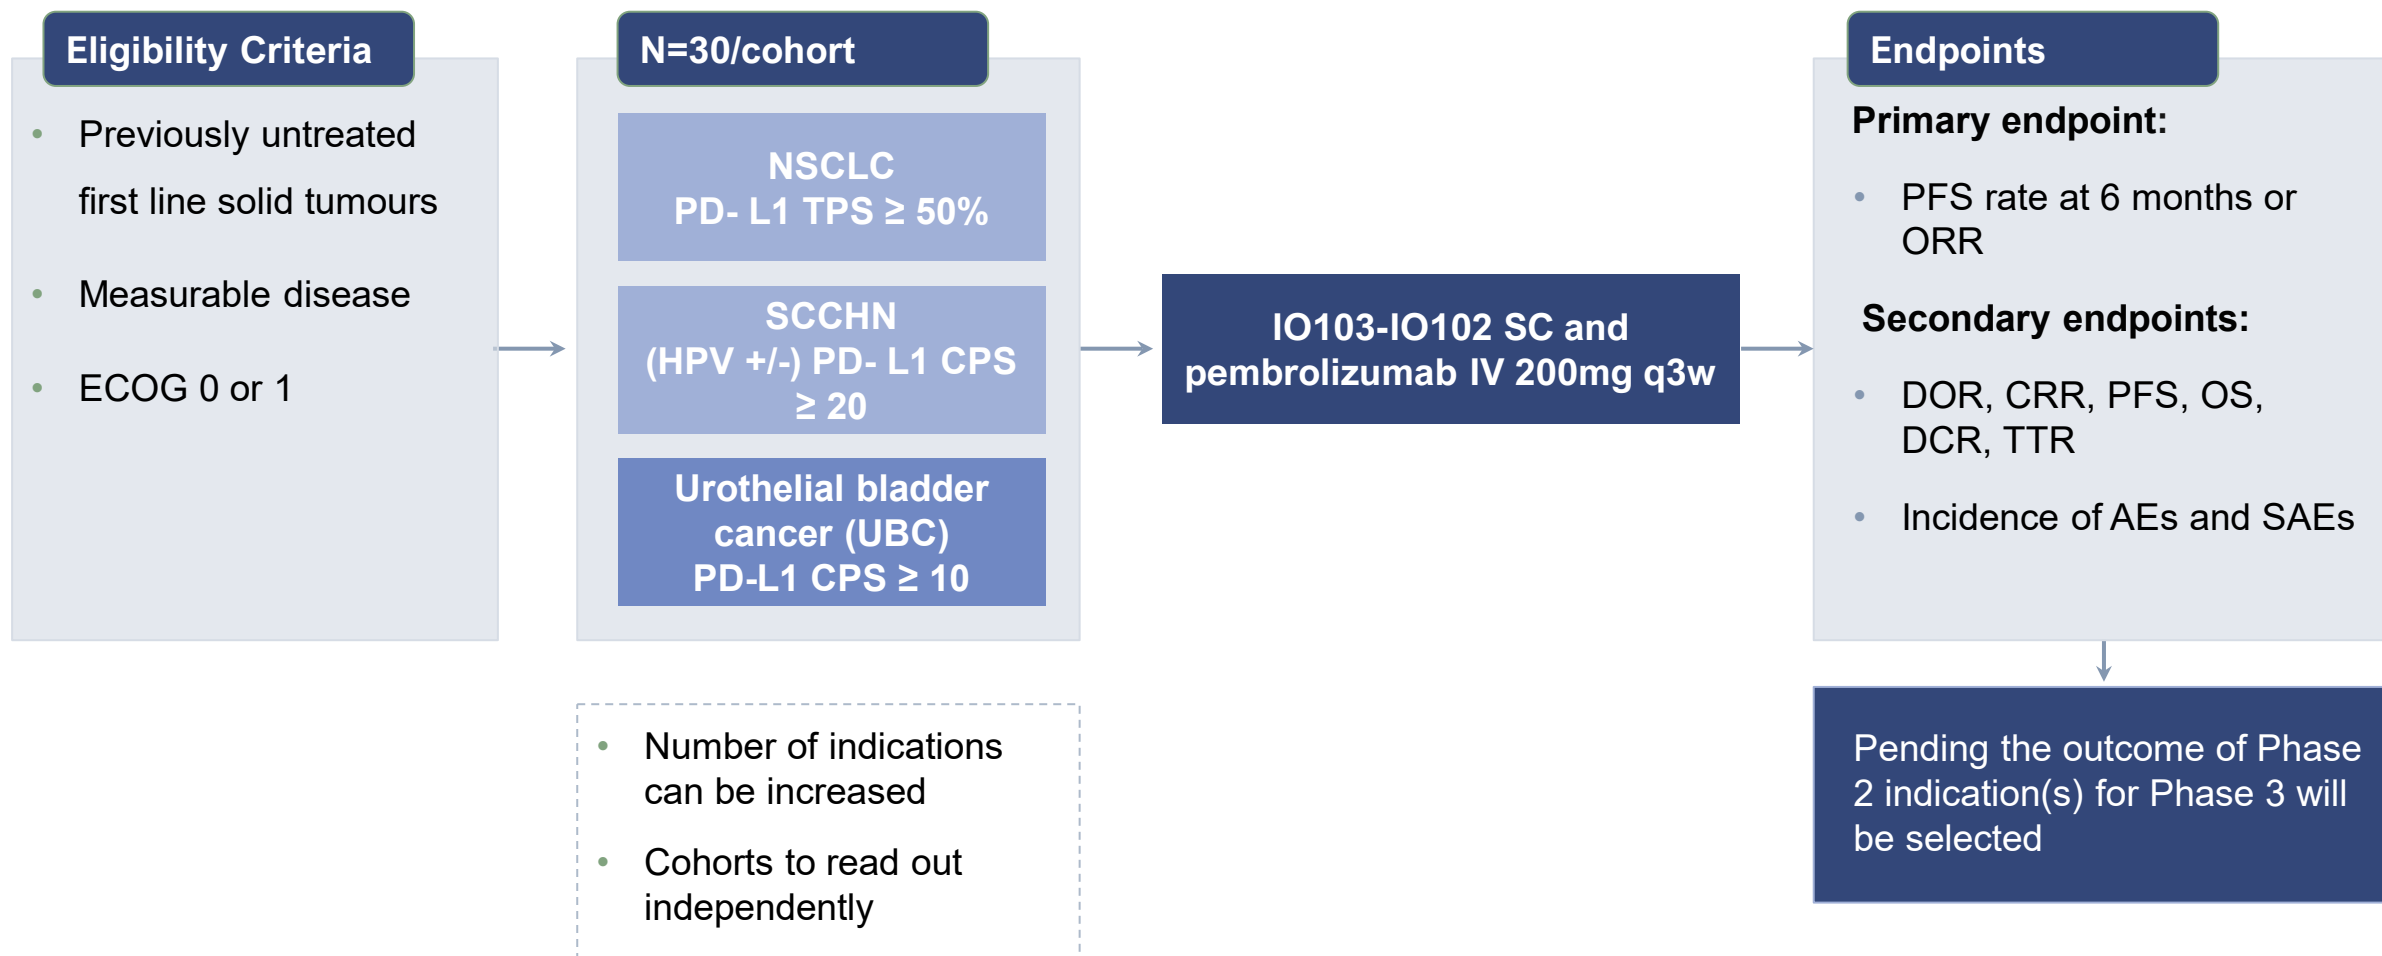 Eligibility Criteria
• Previously untreated
first line solid tumours
• Measurable disease
• ECOG 0 or 1
N=30/cohort
NSCLC
PD- L1 TPS ≥ 50%
SCCHN
(HPV +/-) PD- L1 CPS
≥ 20
Urothelial bladder
cancer (UBC)
PD-L1 CPS ≥ 10
• Number of indications
can be increased
• Cohorts to read out
independently
IO103-IO102 SC and
pembrolizumab IV 200mg q3w
Endpoints
Primary endpoint:
• PFS rate at 6 months or
ORR
Secondary endpoints:
• DOR, CRR, PFS, OS,
DCR, TTR
• Incidence of AEs and SAEs
Pending the outcome of Phase
2 indication(s) for Phase 3 will
be selected